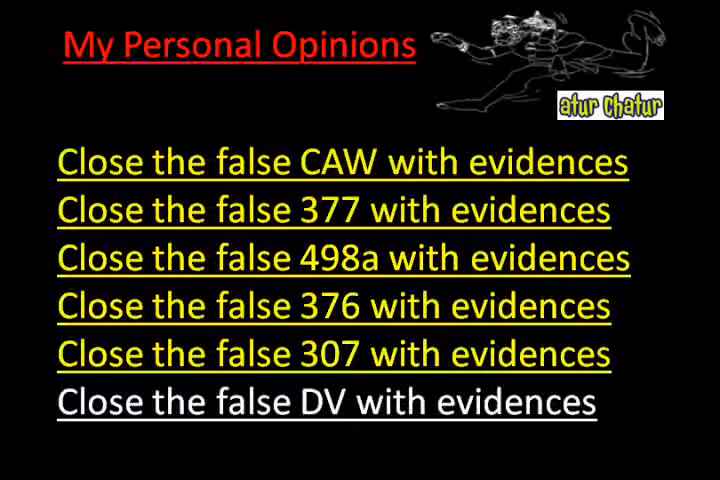 My Personal Opinions
atur chatur
Close the false CAW with evidences
Close the false 377 with evidences
Close the false 498a with evidences
Close the false 376 with evidences
Close the false 307 with evidences
Close the false DV with evidences